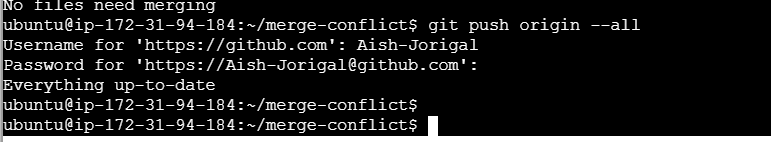 No files need merging
ubuntu@ip-172-31-94-184:~/merge-conflict$ git push origin --all
Username for 'https://github.com': Aish-Jorigal
Password for 'https://Aish-Jorigal@github.com':
Everything up-to-date
ubuntu@ip-172-31-94-184:~/merge-conflict$
ubuntu@ip-172-31-94-184:~/merge-conflict$